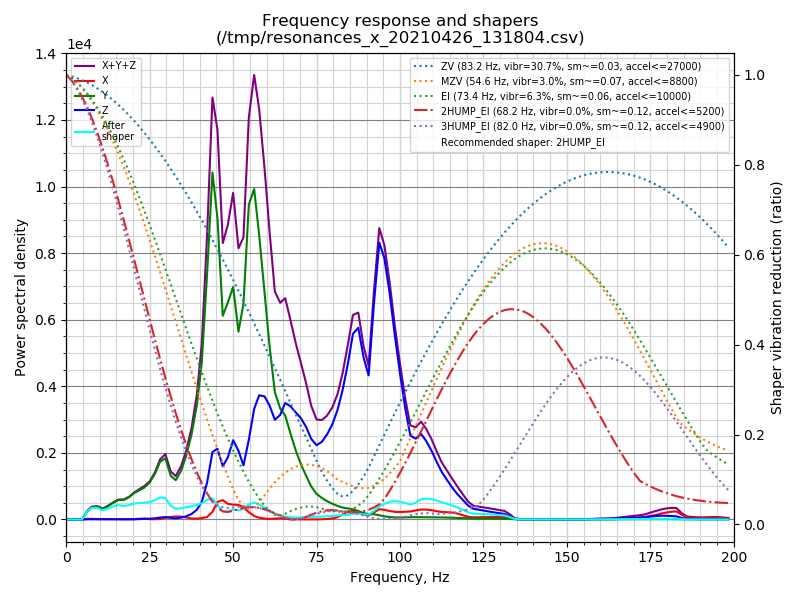 Frequency response and shapers
(/tmp/resonances_x_20210426_131804.csv)
1e4
X+Y+Z
X
Y
Z
After
shaper
ZV (83.2 Hz, vibr=30.7%, sm~=0.03, accel<=27000)
MZV (54.6 Hz, vibr=3.0%, sm~=0.07, accel<=8800)
EI (73.4 Hz, vibr=6.3%, sm~=0.06, accel<=10000)
2HUMP_EI (68.2 Hz, vibr=0.0%, sm~=0.12, accel<=5200)
3HUMP_EI (82.0 Hz, vibr=0.0%, sm~=0.12, accel<=4900)
Recommended shaper: 2HUMP_EI
Power spectral density
1.4
1.2
1.0
0.8
0.6
0.4
0.2
0.0
1.0
0.8
0.6
0.4
0.2
0.0
Shaper vibration reduction (ratio)
0 25 50 75 100 125 150 175 200
Frequency, Hz